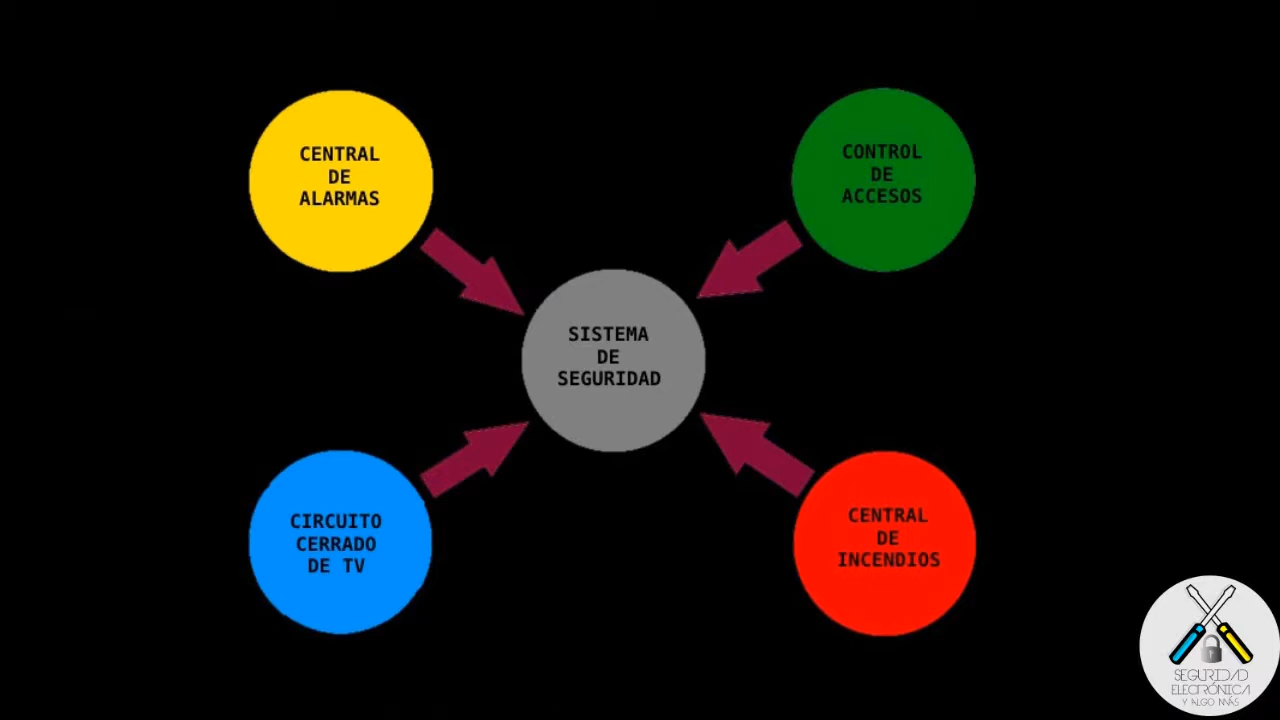 CENTRAL
DE
ALARMAS
CONTROL
DE
ACCESOS
SISTEMA
DE
SEGURIDAD
CIRCUITO
CERRADO
DE TV
CENTRAL
DE
INCENDIOS
SEGURIDAD
ELECTRÓNICA
Y ALGO MÁS